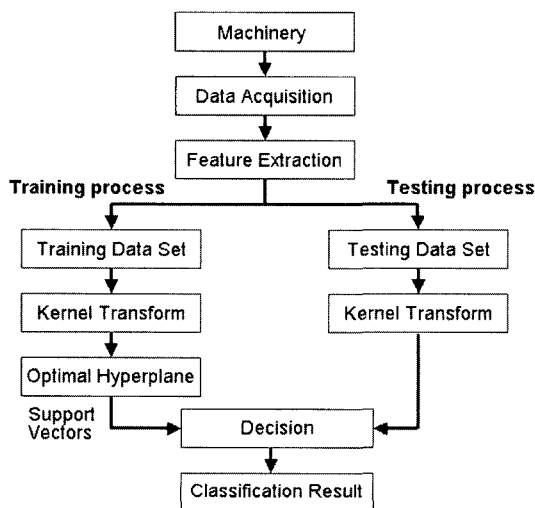 Machinery
Data Acquisition
Feature Extraction
Training process
Testing process
Training Data Set
Testing Data Set
Kernel Transform
Kernel Transform
Optimal Hyperplane
Support
Vectors
Decision
Classification Result